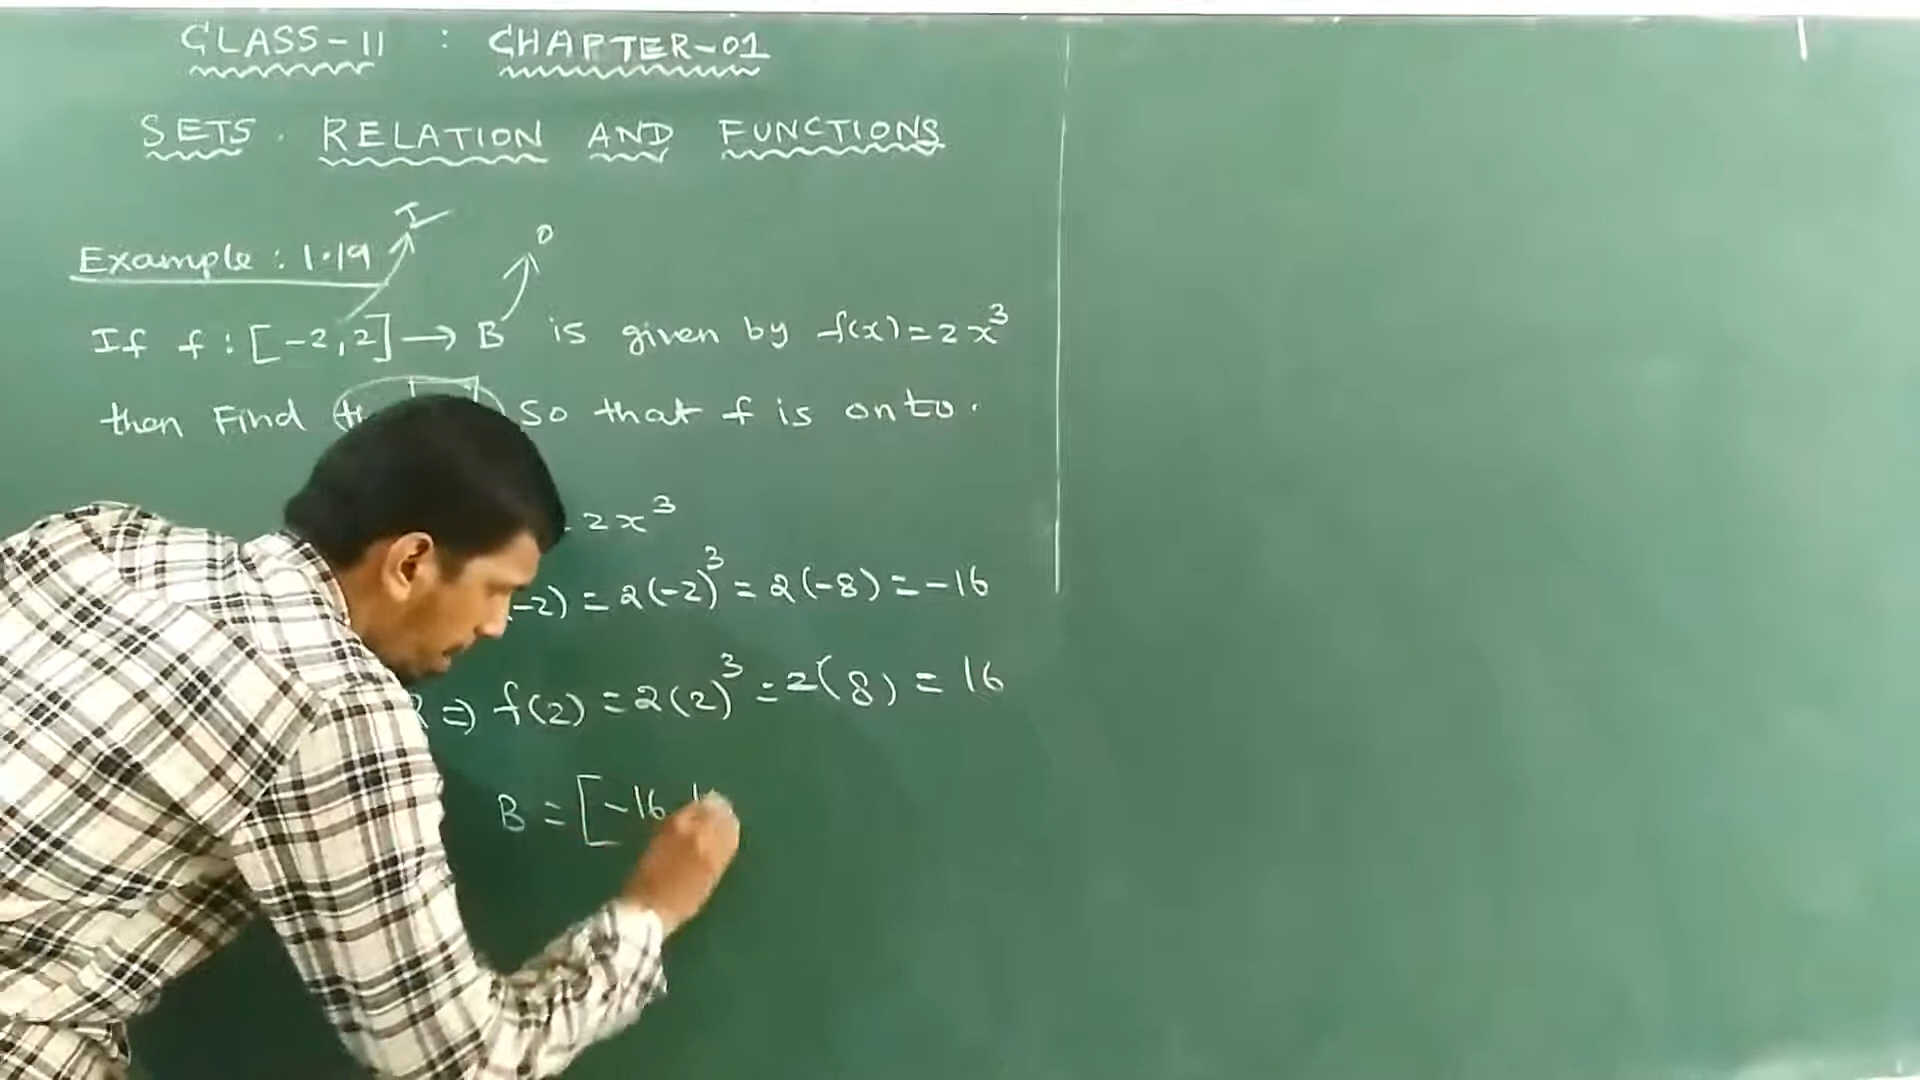 CLASS-11 : CHAPTER-01
SETS. RELATION AND FUNCTIONS
I
O
Example: 1.19
If f: [-2,2] → B is given by f(x) = 2x³
then Find so that f is onto.
2x³
-2) = 2(-2)³ = 2(-8) = -16
⇒ f(2) = 2(2)³ = 2(8) = 16
B = [-16